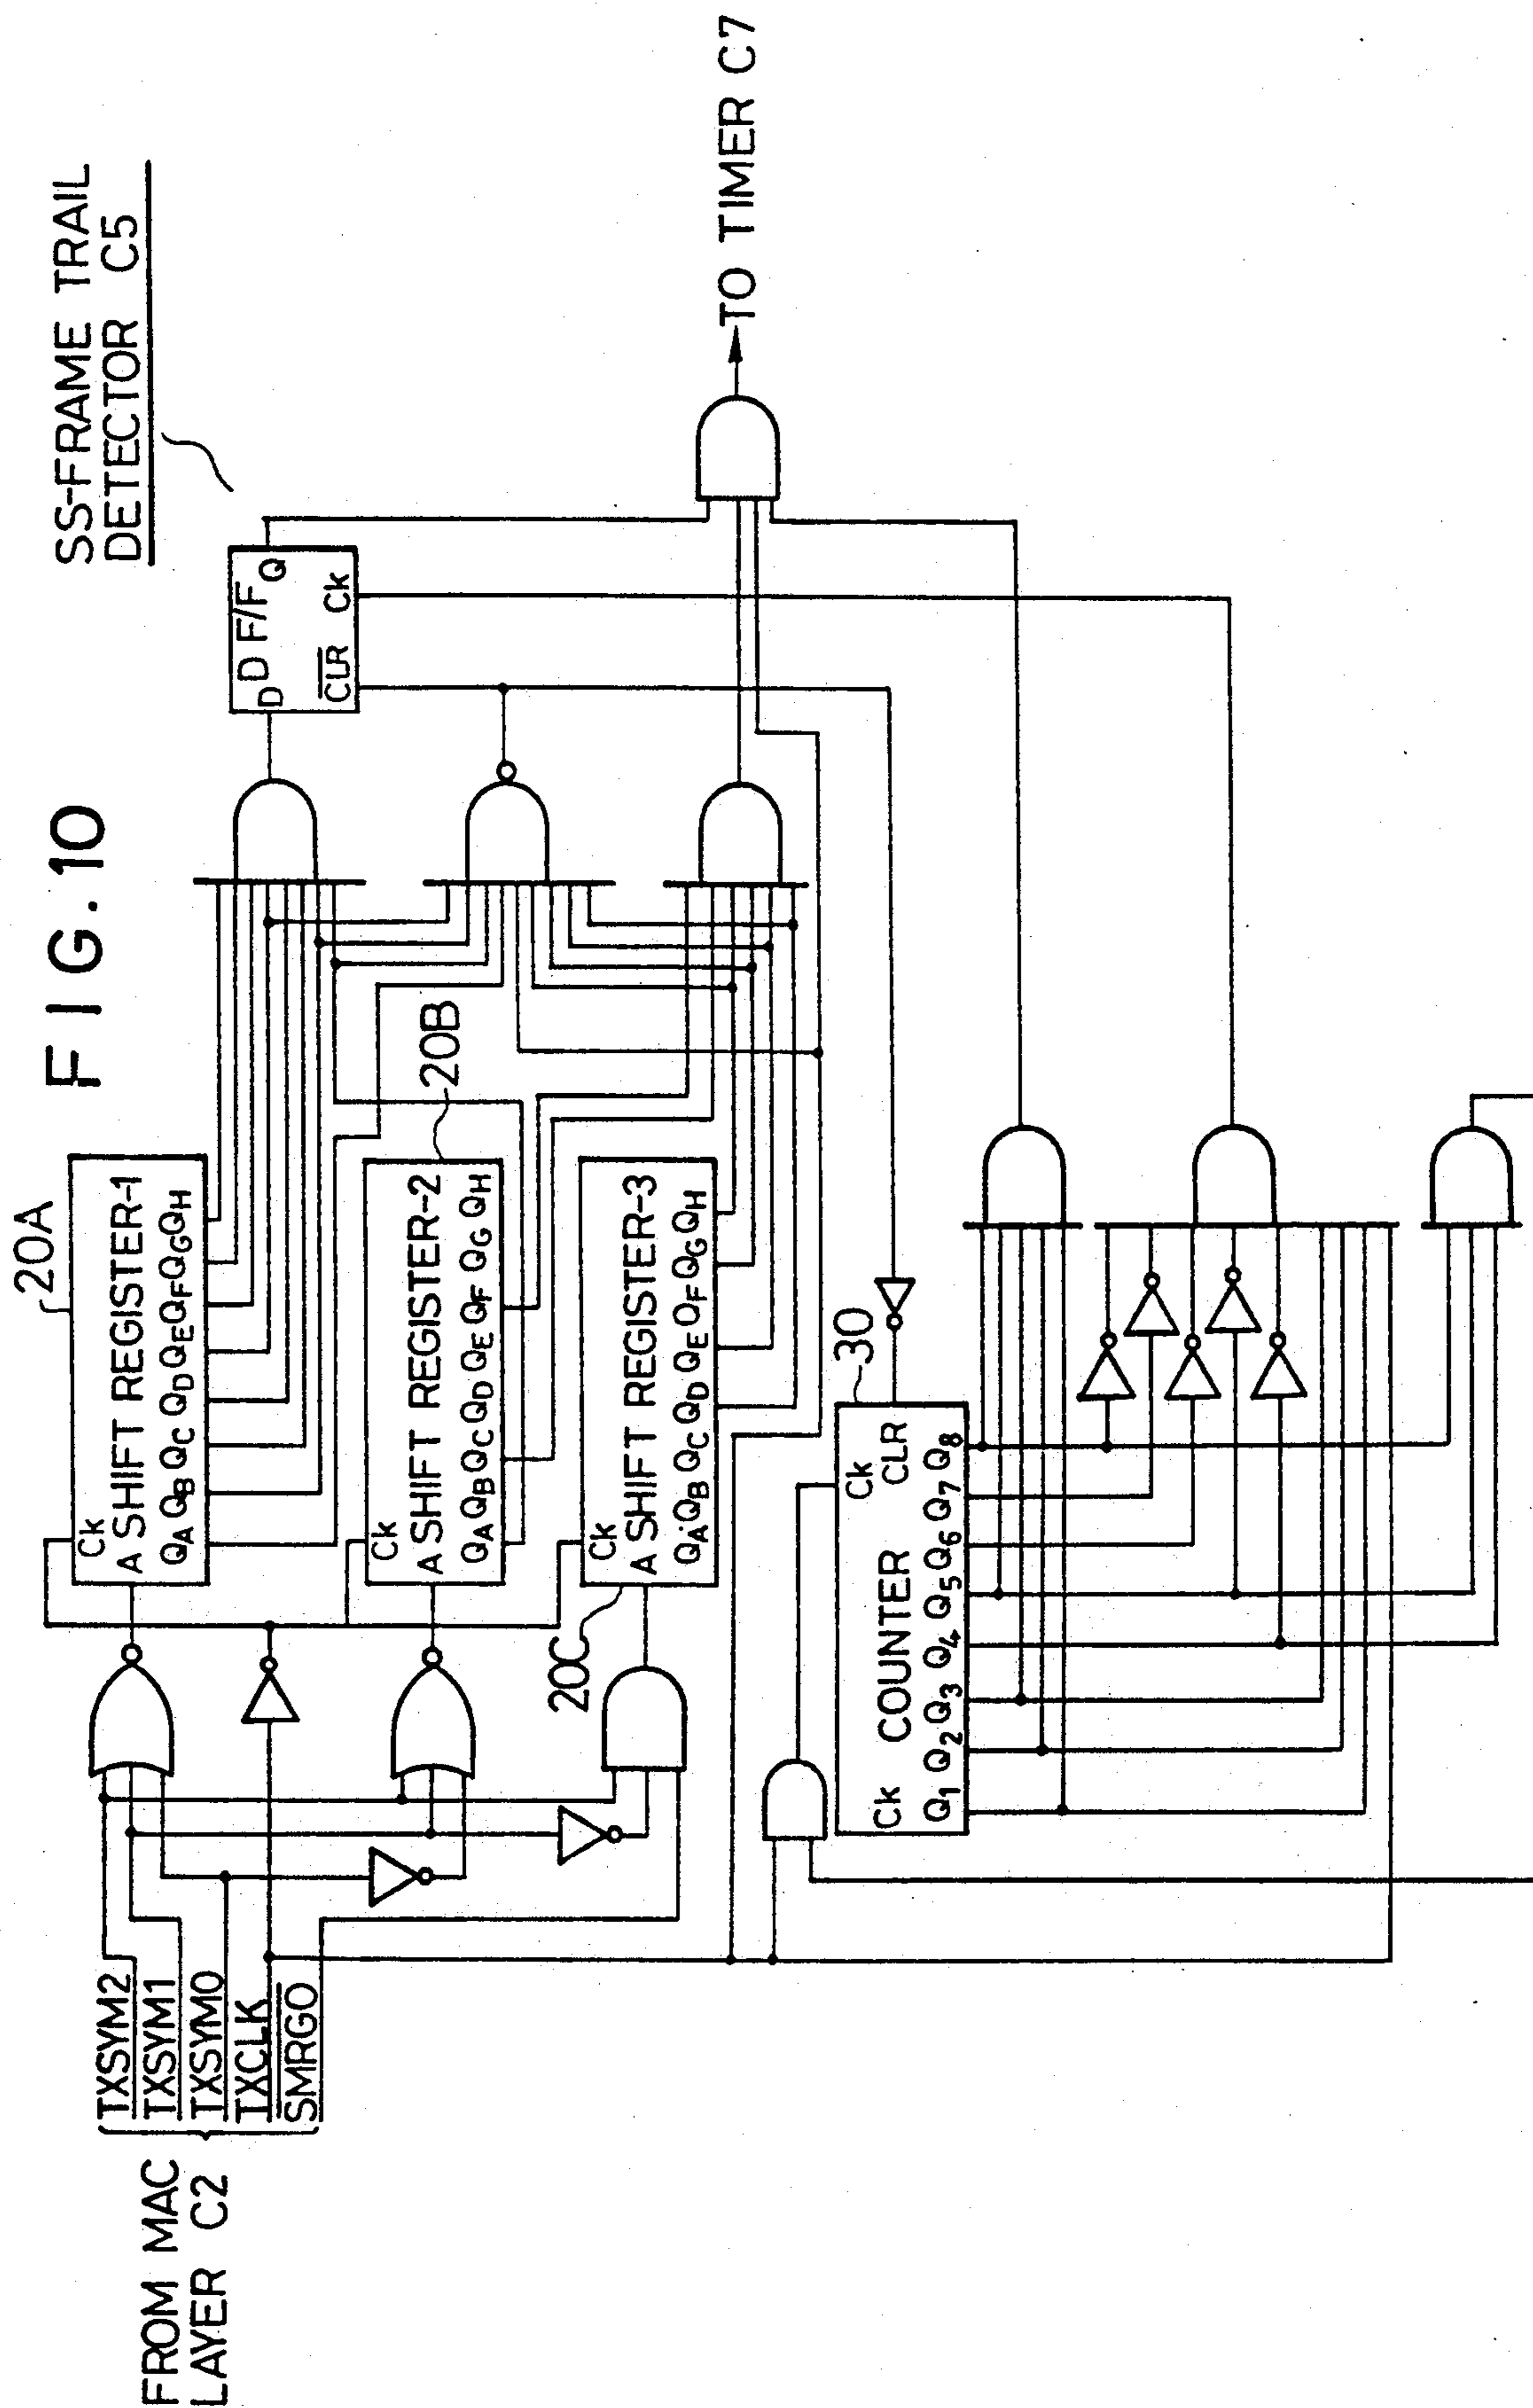 FIG. 10
SS-FRAME TRAIL
DETECTOR C5
FROM MAC
LAYER C2
TXSYM2
TXSYM1
TXSYM0
TXCLK
SMRGO
20A
Ck
A SHIFT REGISTER-1
QA QB QC QD QE QF QG QH
20B
Ck
A SHIFT REGISTER-2
QA QB QC QD QE QF QG QH
20C
Ck
A SHIFT REGISTER-3
QA QB QC QD QE QF QG QH
D D F/F Q
CLR Ck
TO TIMER C7
30
Ck
Ck COUNTER CLR
Q1 Q2 Q3 Q4 Q5 Q6 Q7 Q8